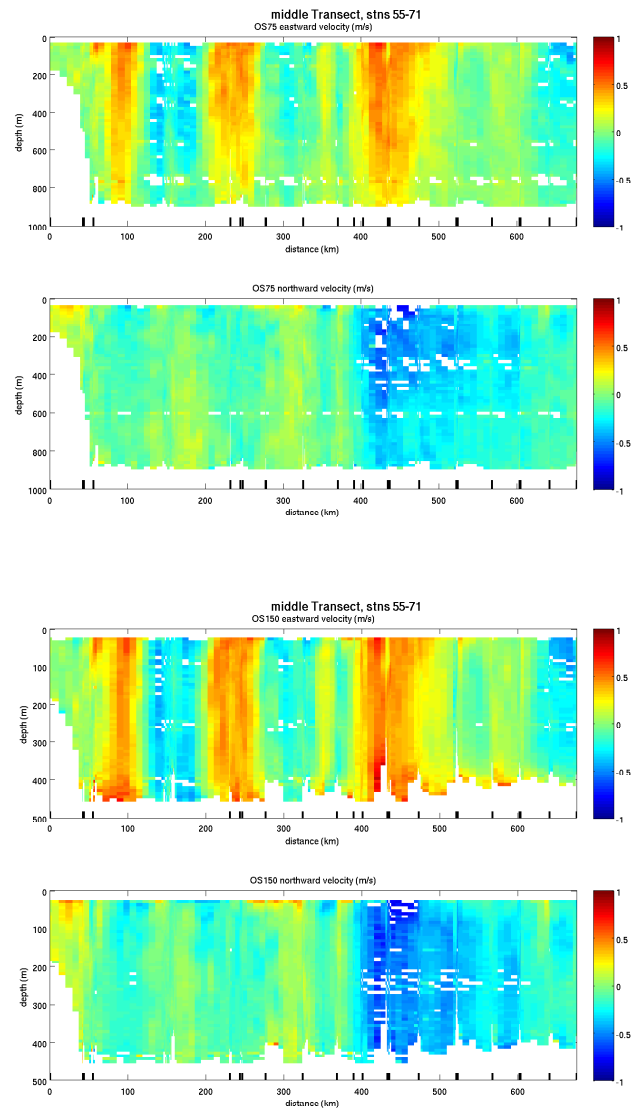 middle Transect, stns 55-71
OS75 eastward velocity (m/s)
0
200
400
600
800
1000
depth (m)
0 100 200 300 400 500 600
distance (km)
1
0.5
0
-0.5
-1
OS75 northward velocity (m/s)
0
200
400
600
800
1000
depth (m)
0 100 200 300 400 500 600
distance (km)
1
0.5
0
-0.5
-1
middle Transect, stns 55-71
OS150 eastward velocity (m/s)
0
100
200
300
400
500
depth (m)
0 100 200 300 400 500 600
distance (km)
1
0.5
0
-0.5
-1
OS150 northward velocity (m/s)
0
100
200
300
400
500
depth (m)
0 100 200 300 400 500 600
distance (km)
1
0.5
0
-0.5
-1